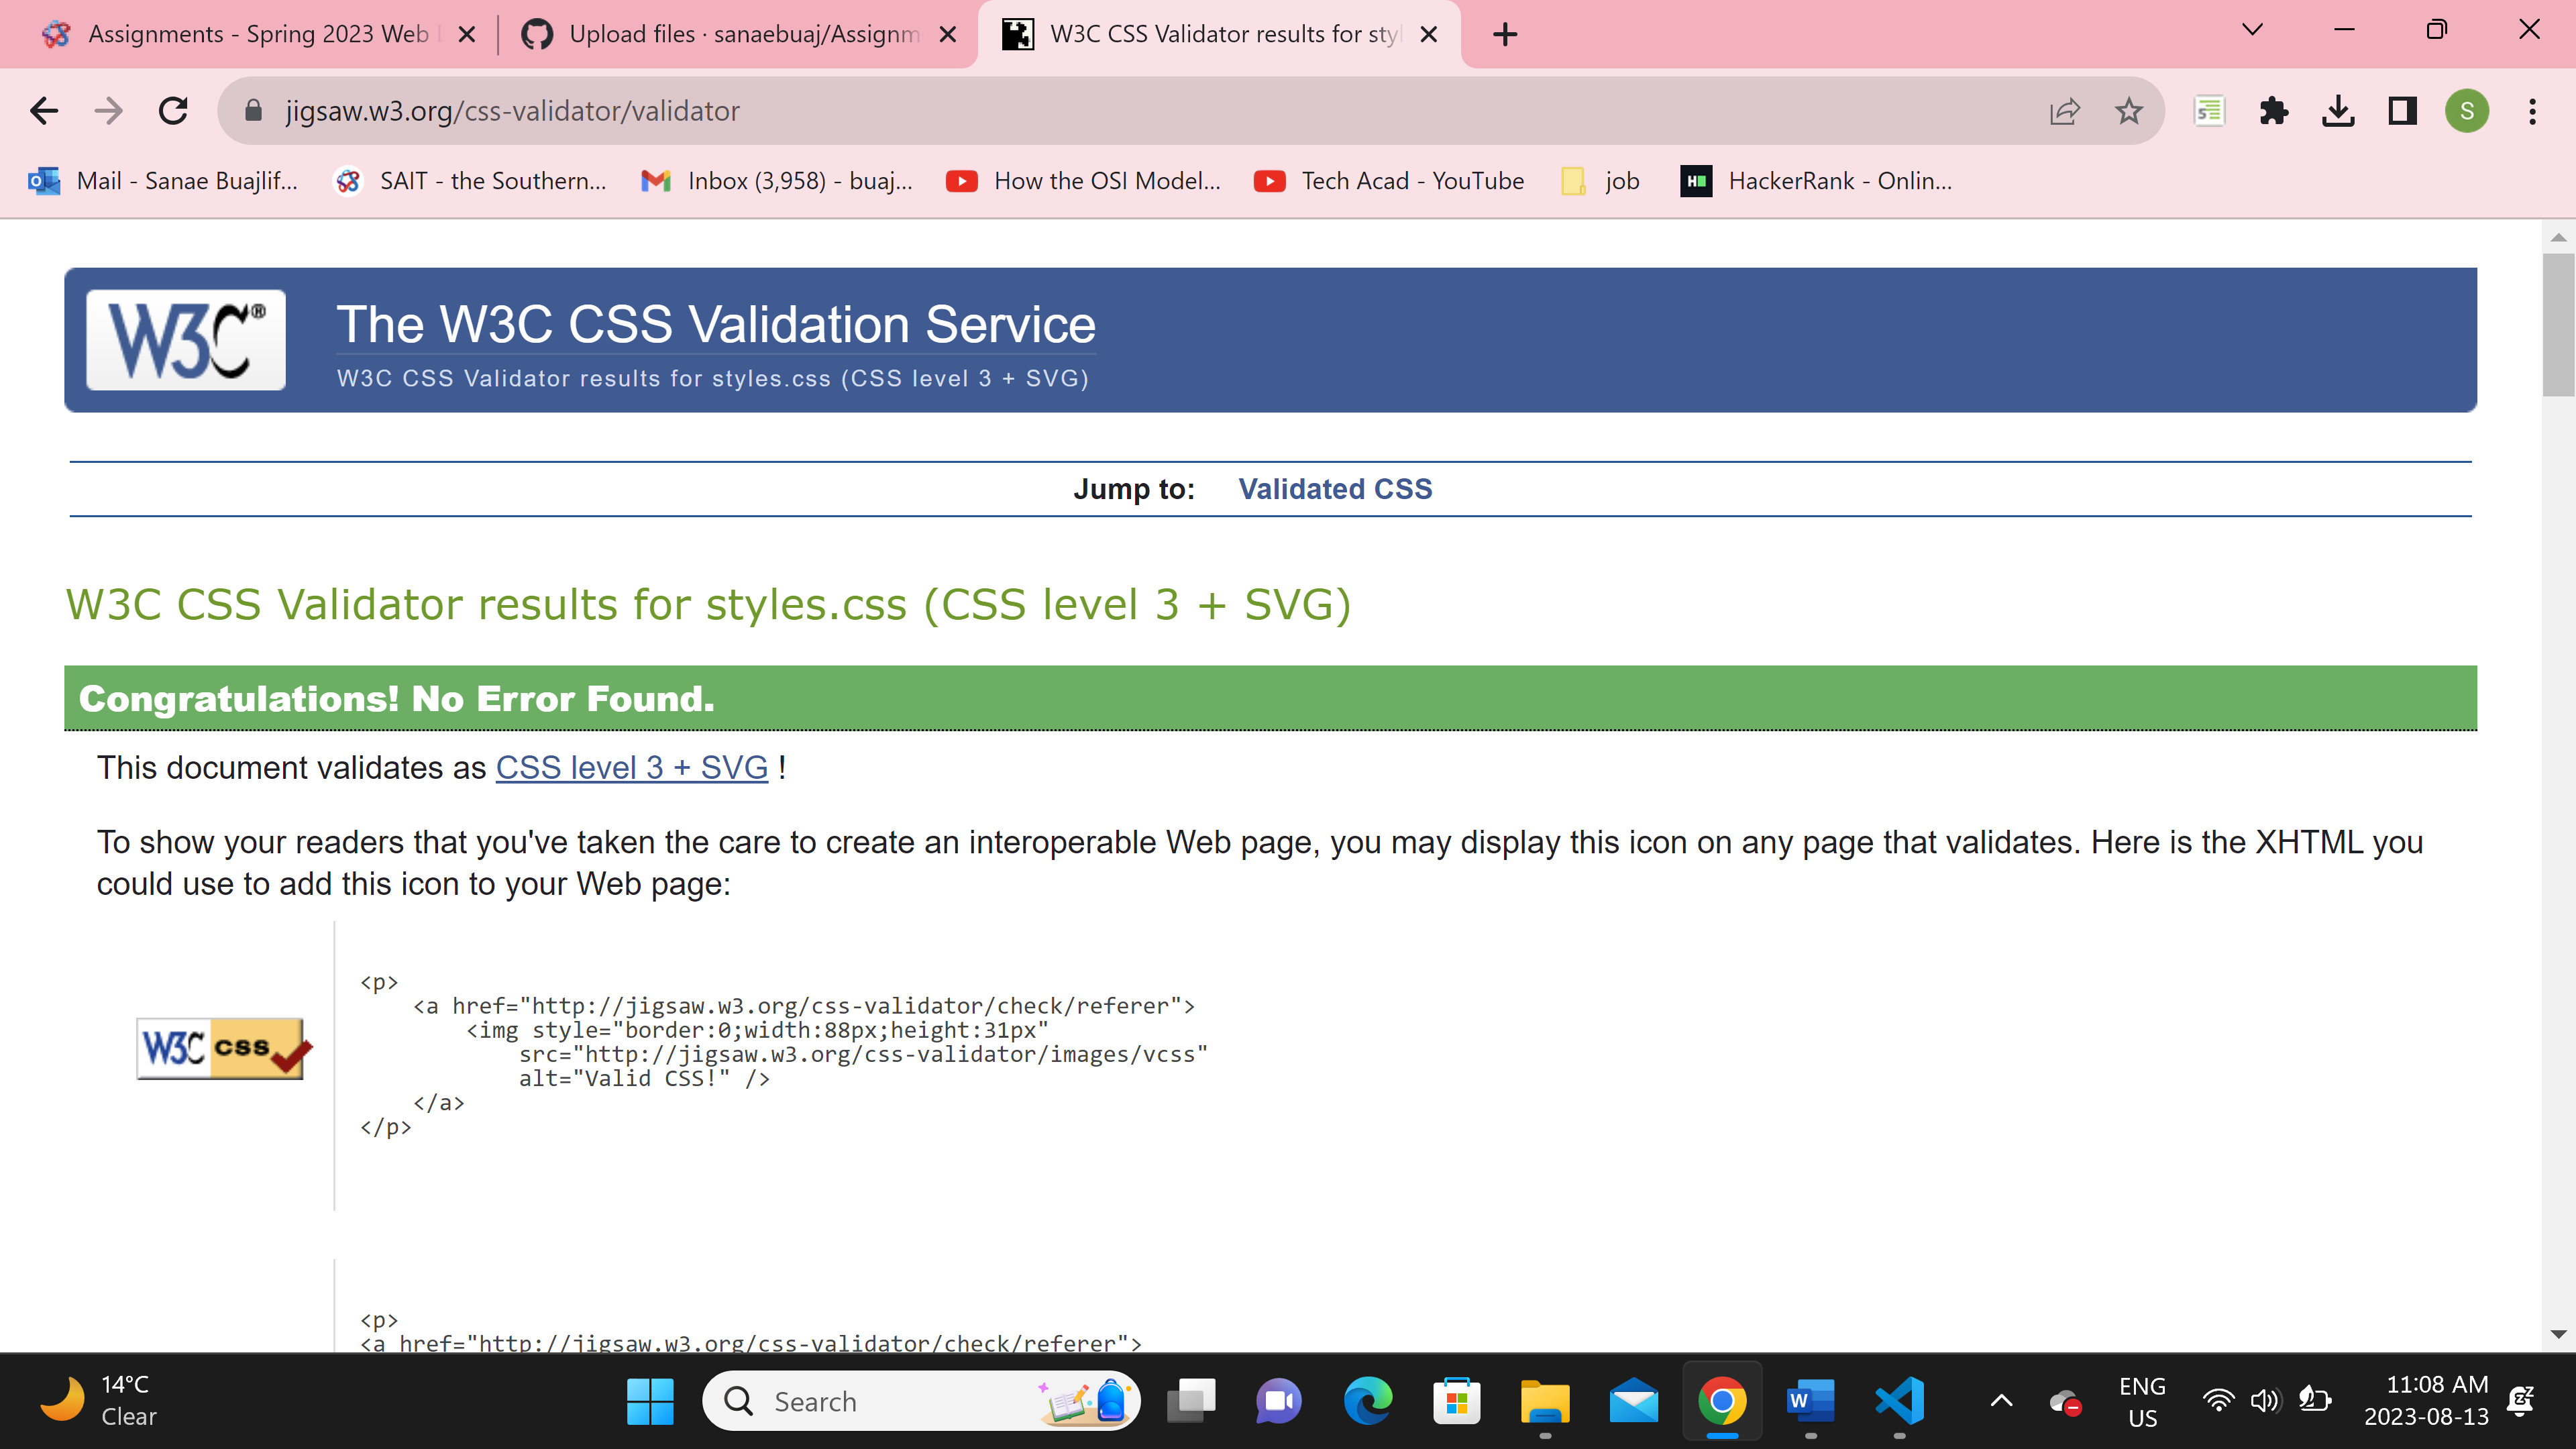 Assignments - Spring 2023 Web
Upload files · sanaebuaj/Assignm
W3C CSS Validator results for styl
jigsaw.w3.org/css-validator/validator
S
Mail - Sanae Buajlif...
SAIT - the Southern...
Inbox (3,958) - buaj...
How the OSI Model...
Tech Acad - YouTube
job
HackerRank - Onlin...
W3C®
The W3C CSS Validation Service
W3C CSS Validator results for styles.css (CSS level 3 + SVG)
Jump to: Validated CSS
W3C CSS Validator results for styles.css (CSS level 3 + SVG)
Congratulations! No Error Found.
This document validates as CSS level 3 + SVG !
To show your readers that you've taken the care to create an interoperable Web page, you may display this icon on any page that validates. Here is the XHTML you
could use to add this icon to your Web page:
W3C css
<p>
<a href="http://jigsaw.w3.org/css-validator/check/referer">
<img style="border:0;width:88px;height:31px"
src="http://jigsaw.w3.org/css-validator/images/vcss"
alt="Valid CSS!" />
</a>
</p>
<p>
<a href="http://jigsaw.w3.org/css-validator/check/referer">
14°C
Clear
Search
ENG
US
11:08 AM
2023-08-13